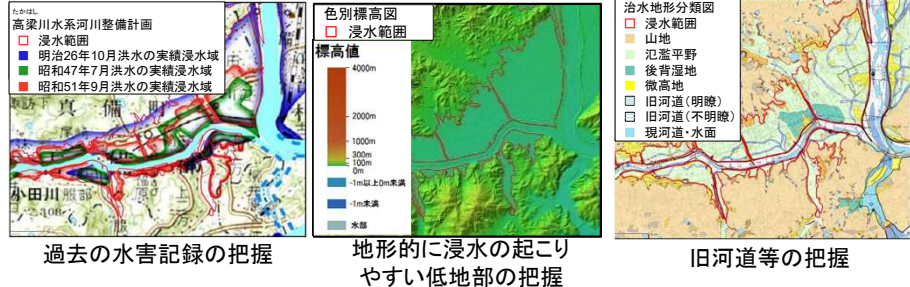 たかはし
高梁川水系河川整備計画
浸水範囲
明治26年10月洪水の実績浸水域
昭和47年7月洪水の実績浸水域
昭和51年9月洪水の実績浸水域
真備町
小田川
服部
過去の水害記録の把握
色別標高図
浸水範囲
標高値
4000m
2000m
1000m
300m
100m
0m
-1m以上0m未満
-1m未満
水部
地形的に浸水の起こり
やすい低地部の把握
治水地形分類図
浸水範囲
山地
氾濫平野
後背湿地
微高地
旧河道(明瞭)
旧河道(不明瞭)
現河道・水面
旧河道等の把握